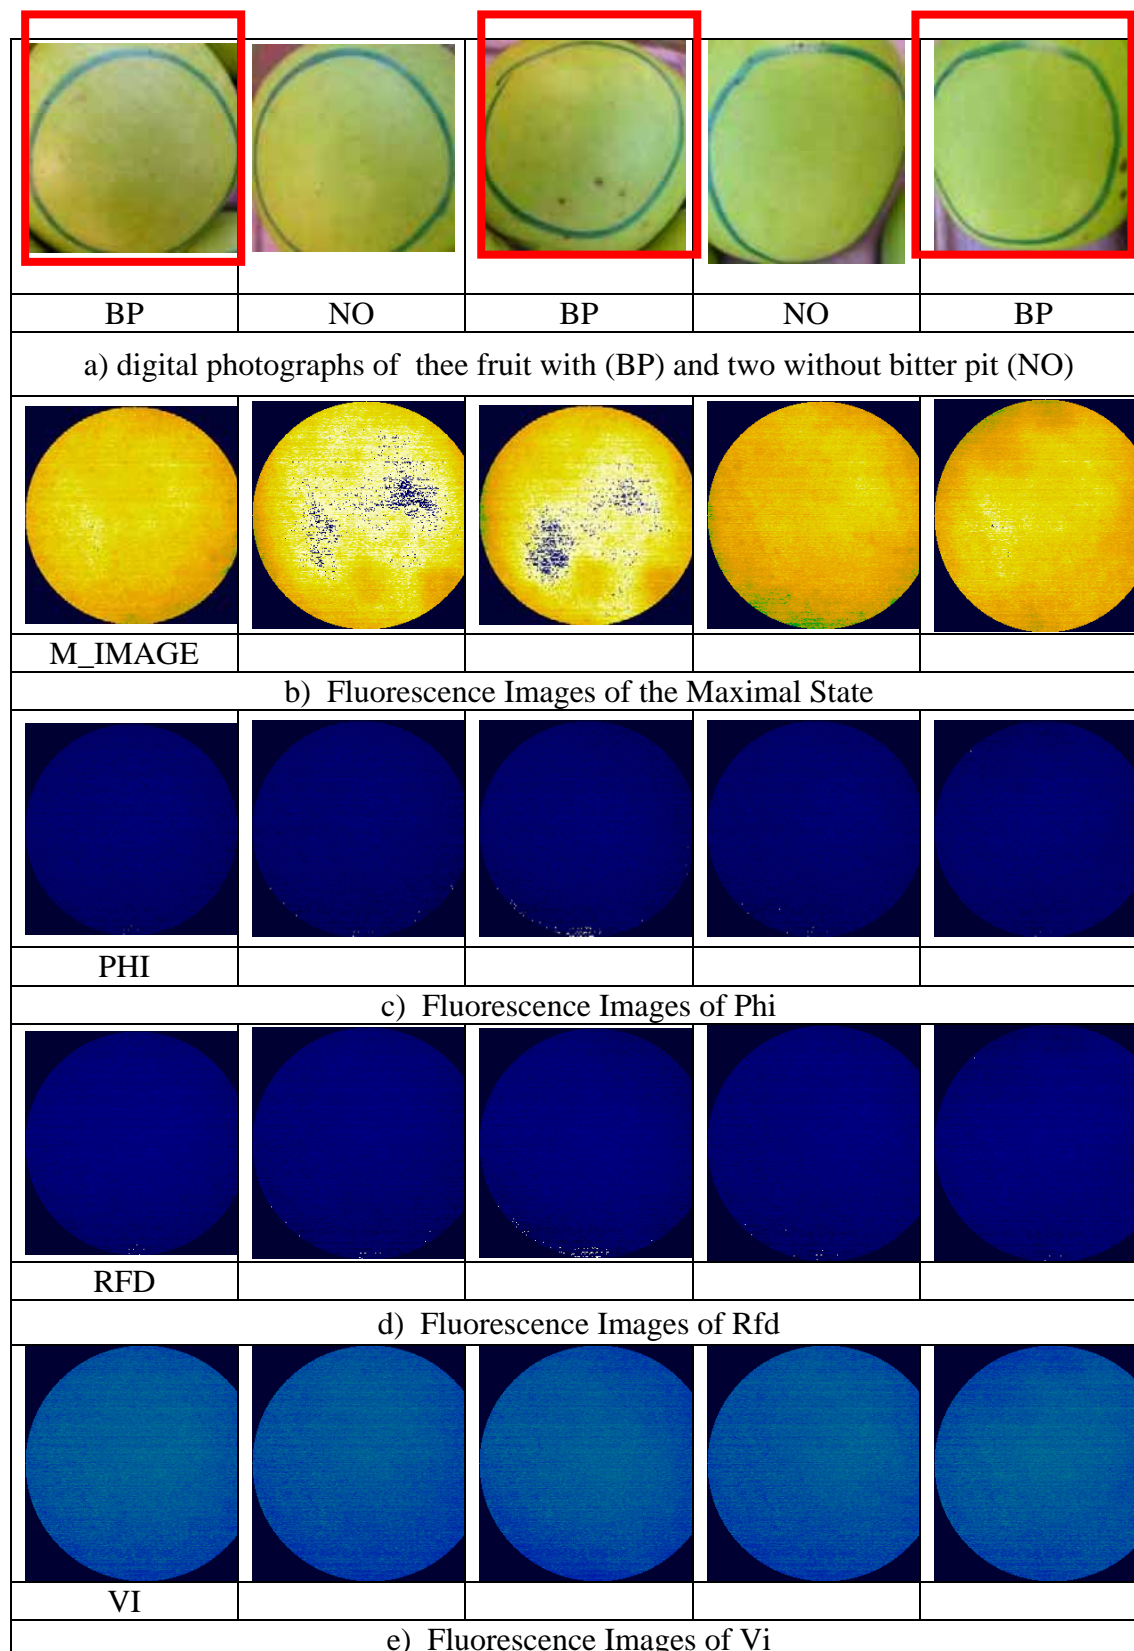 BP NO BP NO BP
a) digital photographs of thee fruit with (BP) and two without bitter pit (NO)
M_IMAGE
b) Fluorescence Images of the Maximal State
PHI
c) Fluorescence Images of Phi
RFD
d) Fluorescence Images of Rfd
VI
e) Fluorescence Images of Vi